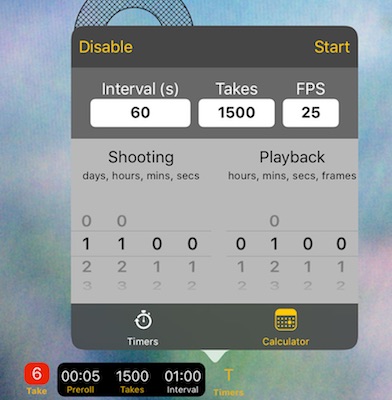 Disable Start
Interval (s) Takes FPS
60 1500 25
Shooting Playback
days, hours, mins, secs hours, mins, secs, frames
0 0 0
1 1 0 0 0 1 0 0
2 2 1 1 1 2 1 1
3 3 2 2 2 3 2 2
Timers Calculator
6 00:05 1500 01:00 T
Take Preroll Takes Interval Timers